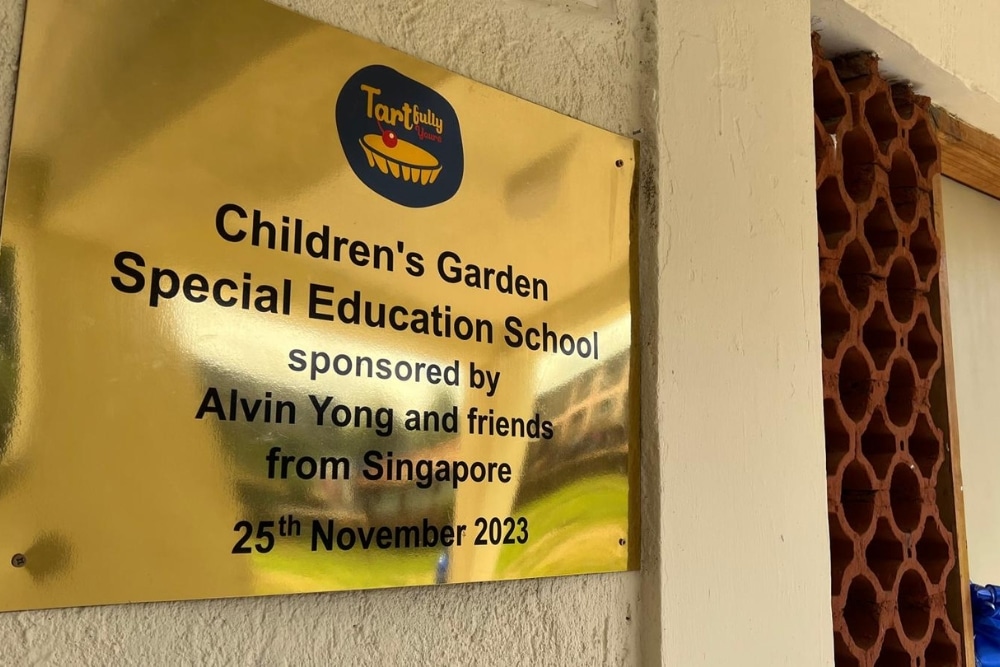 Tartfully
Yours
Children's Garden
Special Education School
sponsored by
Alvin Yong and friends
from Singapore
25th November 2023